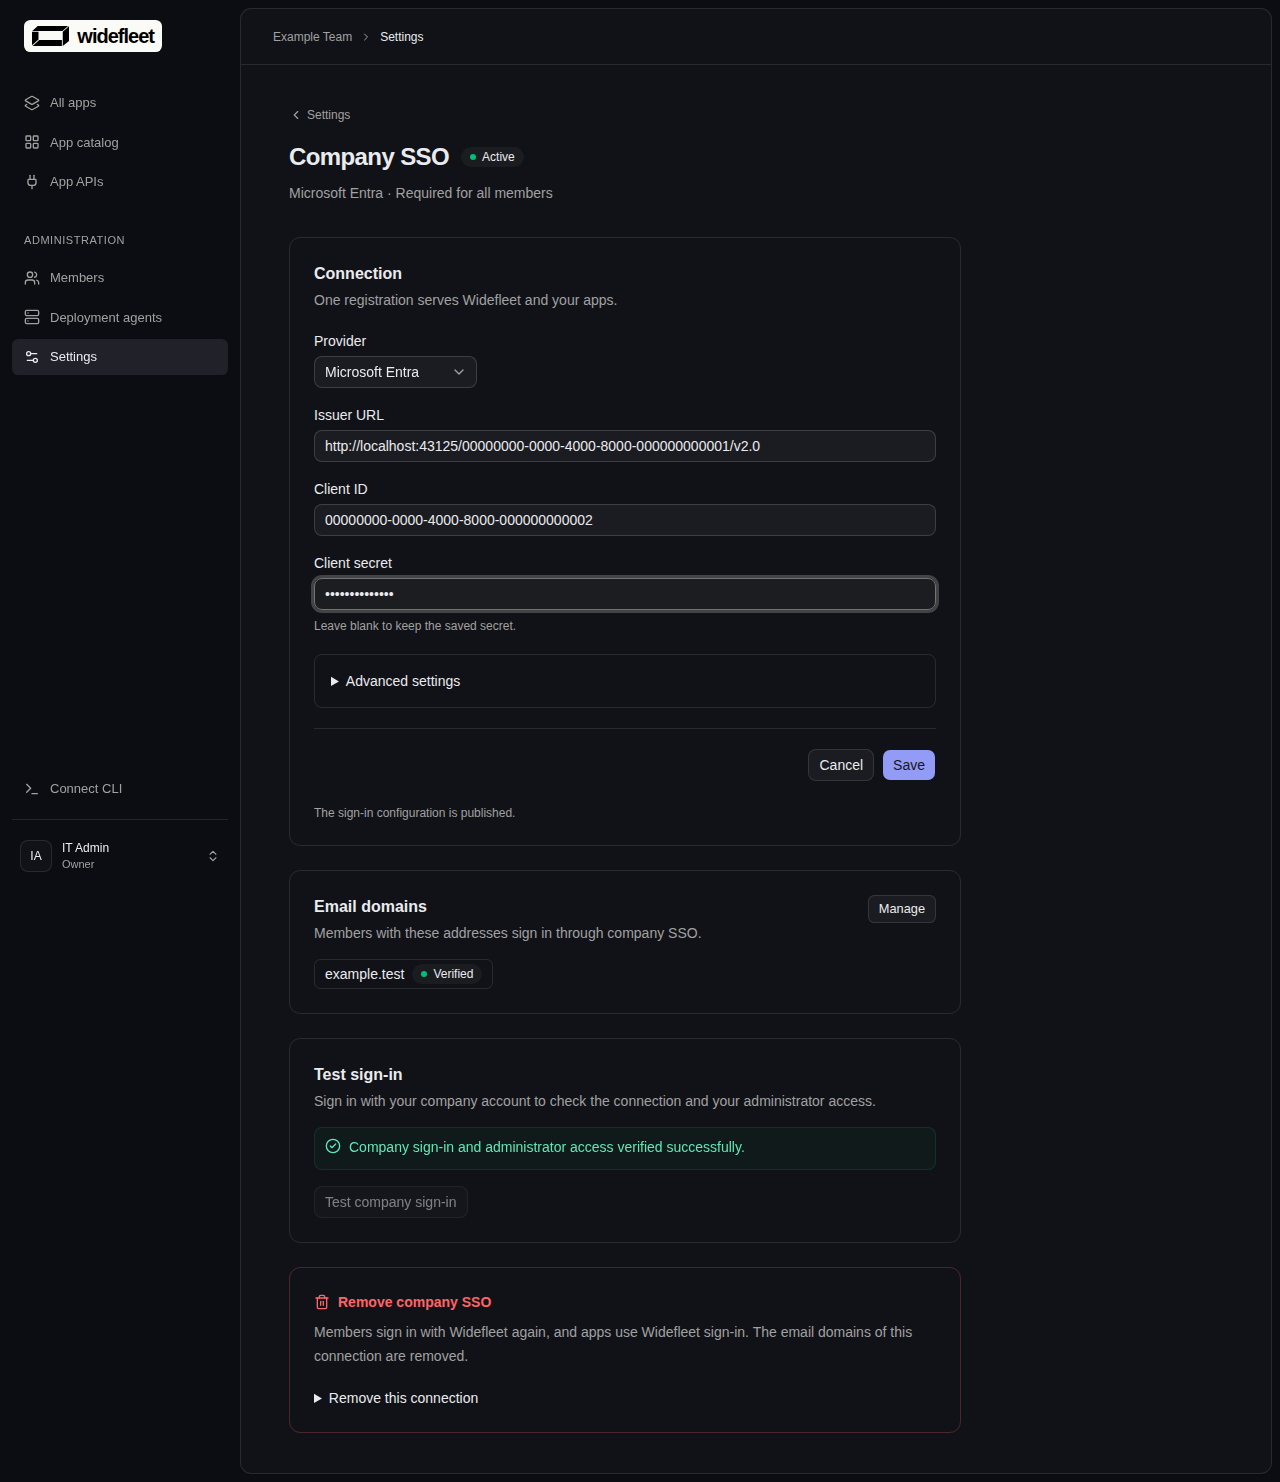 widefleet
Example Team > Settings
All apps
App catalog
App APIs
ADMINISTRATION
Members
Deployment agents
Settings
Connect CLI
IA
IT Admin
Owner
Settings
Company SSO
Active
Microsoft Entra · Required for all members
Connection
One registration serves Widefleet and your apps.
Provider
Microsoft Entra
Issuer URL
http://localhost:43125/00000000-0000-4000-8000-000000000001/v2.0
Client ID
00000000-0000-4000-8000-000000000002
Client secret
••••••••••••••
Leave blank to keep the saved secret.
Advanced settings
Cancel
Save
The sign-in configuration is published.
Email domains
Manage
Members with these addresses sign in through company SSO.
example.test
Verified
Test sign-in
Sign in with your company account to check the connection and your administrator access.
Company sign-in and administrator access verified successfully.
Test company sign-in
Remove company SSO
Members sign in with Widefleet again, and apps use Widefleet sign-in. The email domains of this
connection are removed.
Remove this connection